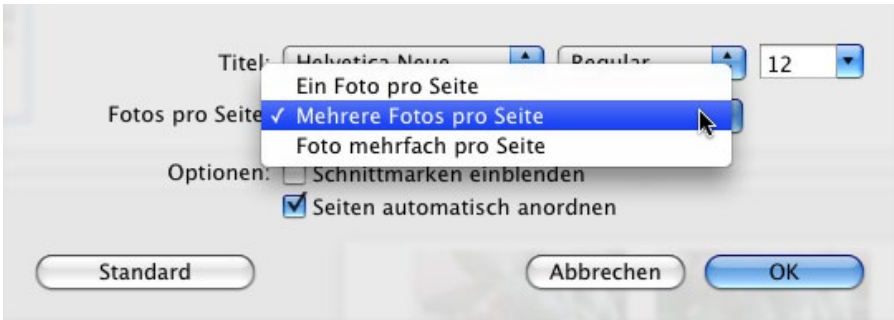 Titel: Helvetica Neue Regular 12
Ein Foto pro Seite
Fotos pro Seite ✓ Mehrere Fotos pro Seite
Foto mehrfach pro Seite
Optionen: Schnittmarken einblenden
Seiten automatisch anordnen
Standard Abbrechen OK